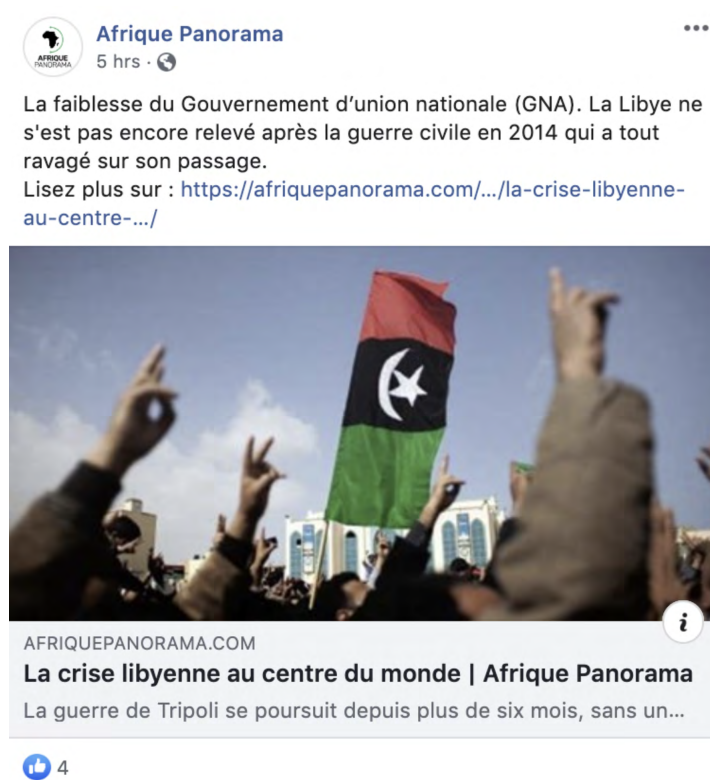 Afrique Panorama
5 hrs ·
AFRIQUE
PANORAMA
La faiblesse du Gouvernement d’union nationale (GNA). La Libye ne
s'est pas encore relevé après la guerre civile en 2014 qui a tout
ravagé sur son passage.
Lisez plus sur : https://afriquepanorama.com/.../la-crise-libyenne-
au-centre-.../
i
AFRIQUEPANORAMA.COM
La crise libyenne au centre du monde | Afrique Panorama
La guerre de Tripoli se poursuit depuis plus de six mois, sans un...
4